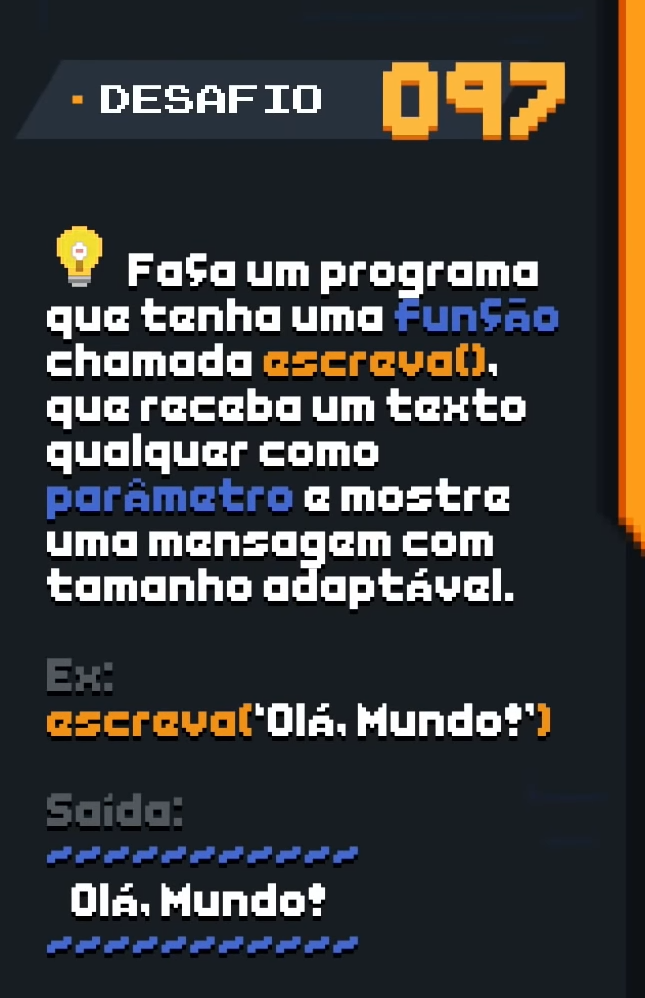 DESAFIO 097
Faça um programa
que tenha uma função
chamada escreva(),
que receba um texto
qualquer como
parâmetro e mostre
uma mensagem com
tamanho adaptável.
Ex:
escreva(‘Olá, Mundo!’)
Saída:
~~~~~~~~~~~
Olá, Mundo!
~~~~~~~~~~~